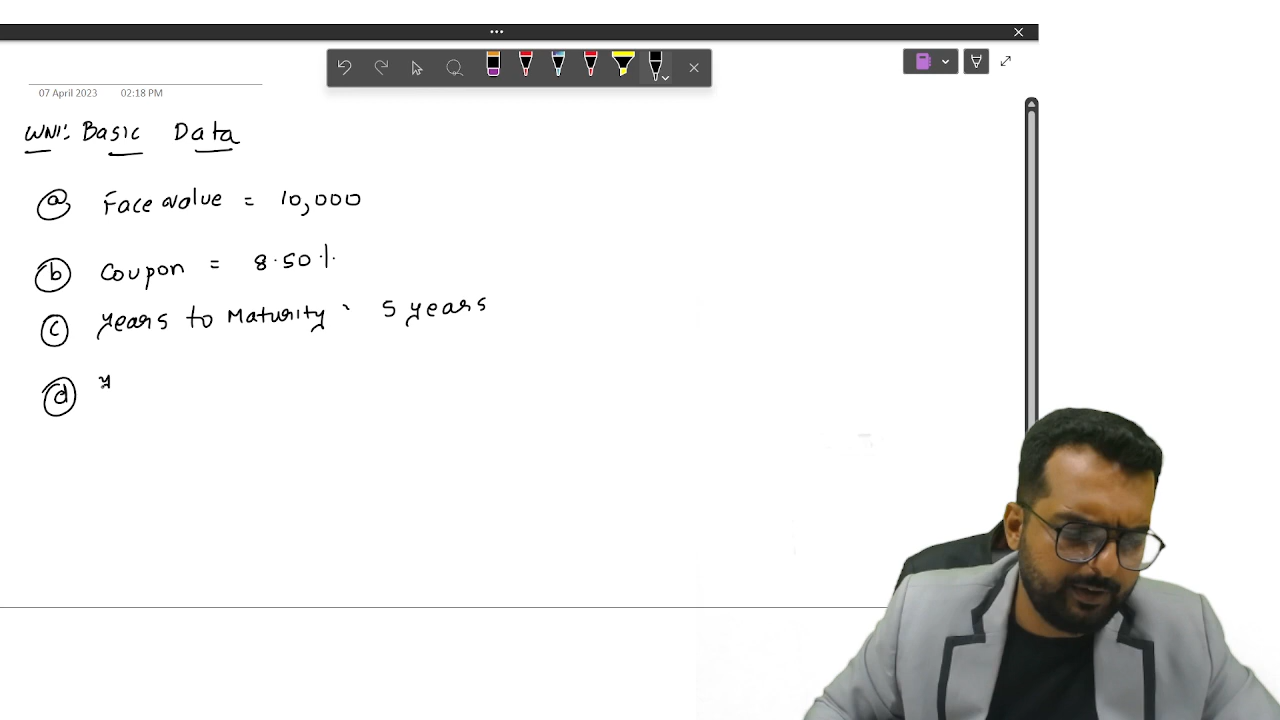 07 April 2023 02:18 PM
WN1: Basic Data
(a) Face value = 10,000
(b) Coupon = 8.50%
(c) Years to Maturity = 5 years
(d) Y